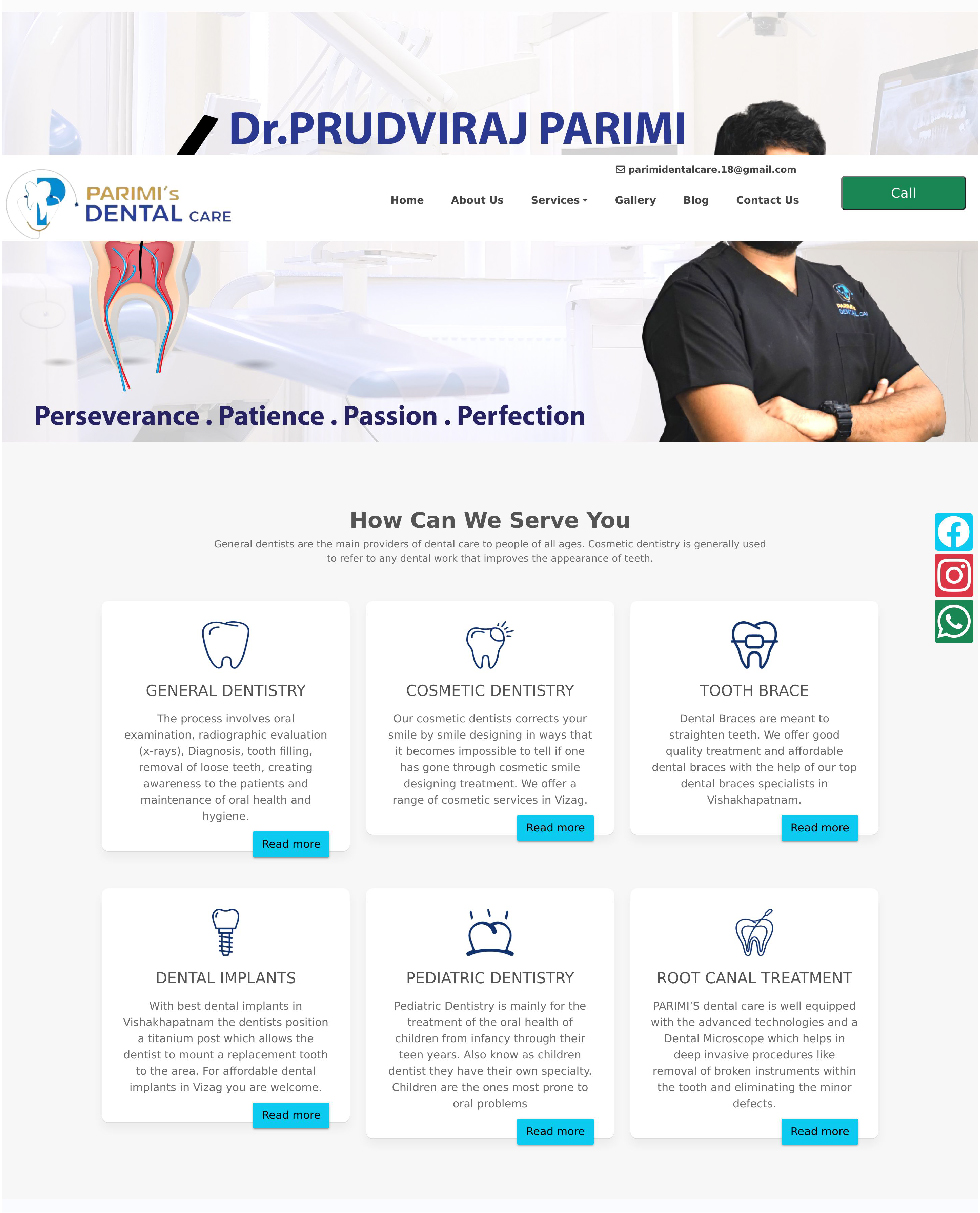 Dr.PRUDVIRAJ PARIMI
parimidentalcare.18@gmail.com
PARIMI's
DENTAL CARE
Home
About Us
Services
Gallery
Blog
Contact Us
Call
PARIMI's
DENTAL CARE
Perseverance . Patience . Passion . Perfection
How Can We Serve You
General dentists are the main providers of dental care to people of all ages. Cosmetic dentistry is generally used
to refer to any dental work that improves the appearance of teeth.
GENERAL DENTISTRY
The process involves oral
examination, radiographic evaluation
(x-rays), Diagnosis, tooth filling,
removal of loose teeth, creating
awareness to the patients and
maintenance of oral health and
hygiene.
Read more
COSMETIC DENTISTRY
Our cosmetic dentists corrects your
smile by smile designing in ways that
it becomes impossible to tell if one
has gone through cosmetic smile
designing treatment. We offer a
range of cosmetic services in Vizag.
Read more
TOOTH BRACE
Dental Braces are meant to
straighten teeth. We offer good
quality treatment and affordable
dental braces with the help of our top
dental braces specialists in
Vishakhapatnam.
Read more
DENTAL IMPLANTS
With best dental implants in
Vishakhapatnam the dentists position
a titanium post which allows the
dentist to mount a replacement tooth
to the area. For affordable dental
implants in Vizag you are welcome.
Read more
PEDIATRIC DENTISTRY
Pediatric Dentistry is mainly for the
treatment of the oral health of
children from infancy through their
teen years. Also know as children
dentist they have their own specialty.
Children are the ones most prone to
oral problems
Read more
ROOT CANAL TREATMENT
PARIMI'S dental care is well equipped
with the advanced technologies and a
Dental Microscope which helps in
deep invasive procedures like
removal of broken instruments within
the tooth and eliminating the minor
defects.
Read more